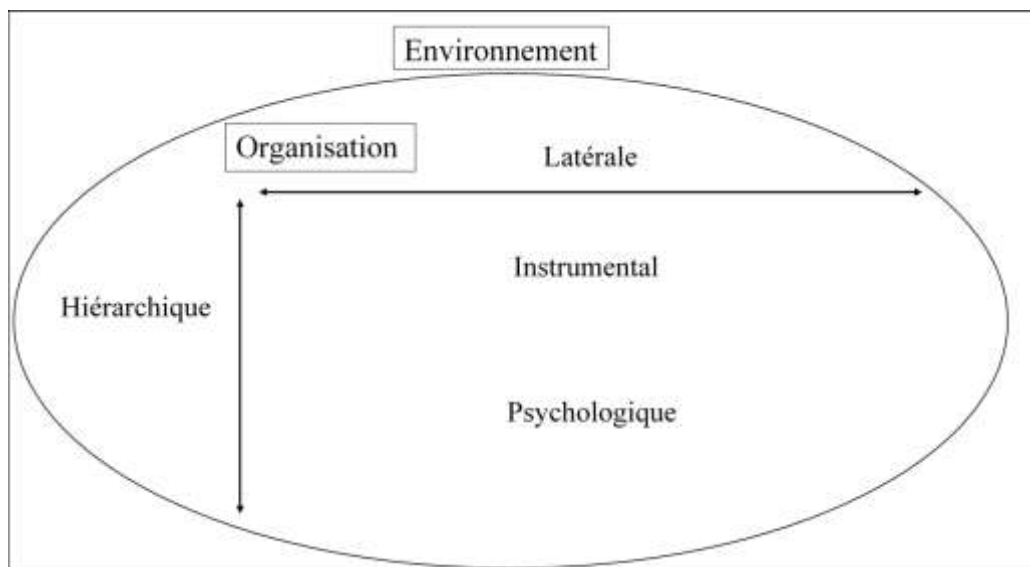 Environnement
Organisation
Latérale
Instrumental
Hiérarchique
Psychologique